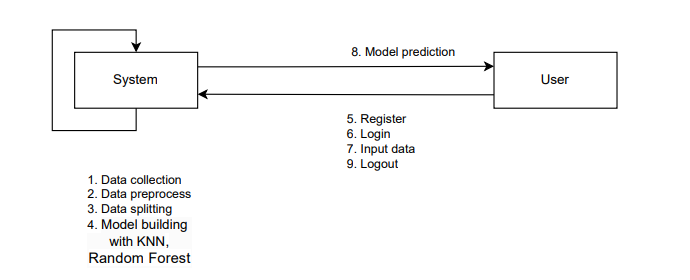 8. Model prediction
System
User
5. Register
6. Login
7. Input data
9. Logout
1. Data collection
2. Data preprocess
3. Data splitting
4. Model building
with KNN,
Random Forest